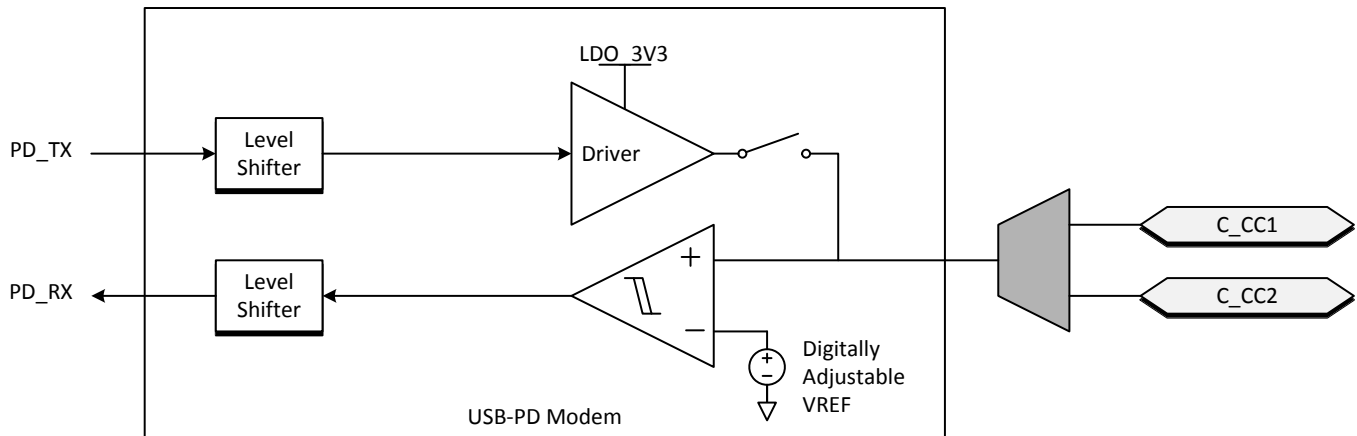 LDO_3V3
PD_TX
Level
Shifter
Driver
C_CC1
PD_RX
Level
Shifter
+
−
C_CC2
+
−
Digitally
Adjustable
VREF
USB-PD Modem